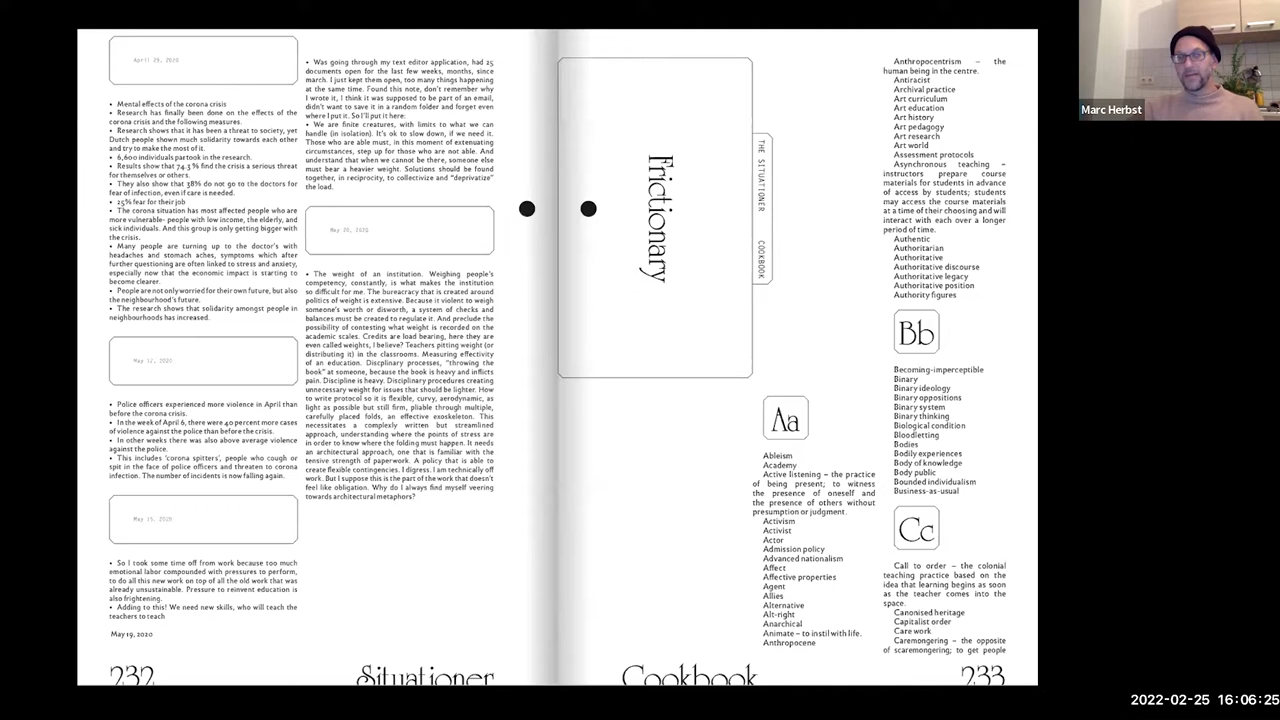 April 29, 2020
• Mental effects of the corona crisis
• Research has finally been done on the effects of the
corona crisis and the following measures.
• Research shows that it has been a threat to society, yet
Dutch people shown much solidarity towards each other
and try to make the most of it.
• 6,600 individuals partook in the research.
• Results show that 74.3 % find the crisis a serious threat
for themselves or others.
• They also show that 38% do not go to the doctors for
fear of infection, even if care is needed.
• 25% fear for their job
• The corona situation has most affected people who are
more vulnerable- people with low income, the elderly, and
sick individuals. And this group is only getting bigger with
the crisis.
• Many people are turning up to the doctor's with
headaches and stomach aches, symptoms which after
further questioning are often linked to stress and anxiety,
especially now that the economic impact is starting to
become clearer.
• People are not only worried for their own future, but also
the neighbourhood's future.
• The research shows that solidarity amongst people in
neighbourhoods has increased.
May 12, 2020
• Police officers experienced more violence in April than
before the corona crisis.
• In the week of April 6, there were 40 percent more cases
of violence against the police than before the crisis.
• In other weeks there was also above average violence
against the police.
• This includes 'corona spitters', people who cough or
spit in the face of police officers and threaten to corona
infection. The number of incidents is now falling again.
May 15, 2019
• So I took some time off from work because too much
emotional labor compounded with pressures to perform,
to do all this new work on top of all the old work that was
already unsustainable. Pressure to reinvent education is
also frightening.
• Adding to this! We need new skills, who will teach the
teachers to teach
May 19, 2020
232
• Was going through my text editor application, had 25
documents open for the last few weeks, months, since
march. I just kept them open, too many things happening
at the same time. Found this note, don't remember why
I wrote it, I think it was supposed to be part of an email,
didn't want to save it in a random folder and forget even
where I put it. So I'll put it here:
• We are finite creatures, with limits to what we can
handle (in isolation). It's ok to slow down, if we need it.
Those who are able must, in this moment of extenuating
circumstances, step up for those who are not able. And
understand that when we cannot be there, someone else
must bear a heavier weight. Solutions should be found
together, in reciprocity, to collectivize and "deprivatize"
the load.
May 20, 2020
• The weight of an institution. Weighing people's
competency, constantly, is what makes the institution
so difficult for me. The bureaucracy that is created around
politics of weight is extensive. Because it violent to weigh
someone's worth or disworth, a system of checks and
balances must be created to regulate it. And preclude the
possibility of contesting what weight is recorded on the
academic scales. Credits are load bearing, here they are
even called weights, I believe? Teachers pitting weight (or
distributing it) in the classrooms. Measuring effectivity
of an education. Disciplnary processes, "throwing the
book" at someone, because the book is heavy and inflicts
pain. Discipline is heavy. Disciplinary procedures creating
unnecessary weight for issues that should be lighter. How
to write protocol so it is flexible, curvy, aerodynamic, as
light as possible but still firm, pliable through multiple,
carefully placed folds, an effective exoskeleton. This
necessitates a complexly written but streamlined
approach, understanding where the points of stress are
in order to know where the folding must happen. It needs
an architectural approach, one that is familiar with the
tensive strength of paperwork. A policy that is able to
create flexible contingencies. I digress. I am technically off
work. But I suppose this is the part of the work that doesn't
feel like obligation. Why do I always find myself veering
towards architectural metaphors?
Situationer
Frictionary
THE SITUATIONER COOKBOOK
Aa
Ableism
Academy
Active listening – the practice
of being present; to witness
the presence of oneself and
the presence of others without
presumption or judgment.
Activism
Activist
Actor
Admission policy
Advanced nationalism
Affect
Affective properties
Agent
Allies
Alternative
Alt-right
Anarchical
Animate – to instil with life.
Anthropocene
Cookbook
Anthropocentrism – the
human being in the centre.
Antiracist
Archival practice
Art curriculum
Art education
Art history
Art pedagogy
Art research
Art world
Assessment protocols
Asynchronous teaching –
instructors prepare course
materials for students in advance
of access by students; students
may access the course materials
at a time of their choosing and will
interact with each over a longer
period of time.
Authentic
Authoritarian
Authoritative
Authoritative discourse
Authoritative legacy
Authoritative position
Authority figures
Bb
Becoming-imperceptible
Binary
Binary ideology
Binary oppositions
Binary system
Binary thinking
Biological condition
Bloodletting
Bodies
Bodily experiences
Body of knowledge
Body public
Bounded individualism
Business-as-usual
Cc
Call to order – the colonial
teaching practice based on the
idea that learning begins as soon
as the teacher comes into the
space.
Canonised heritage
Capitalist order
Care work
Caremongering – the opposite
of scaremongering; to get people
233
Marc Herbst
2022-02-25 16:06:25